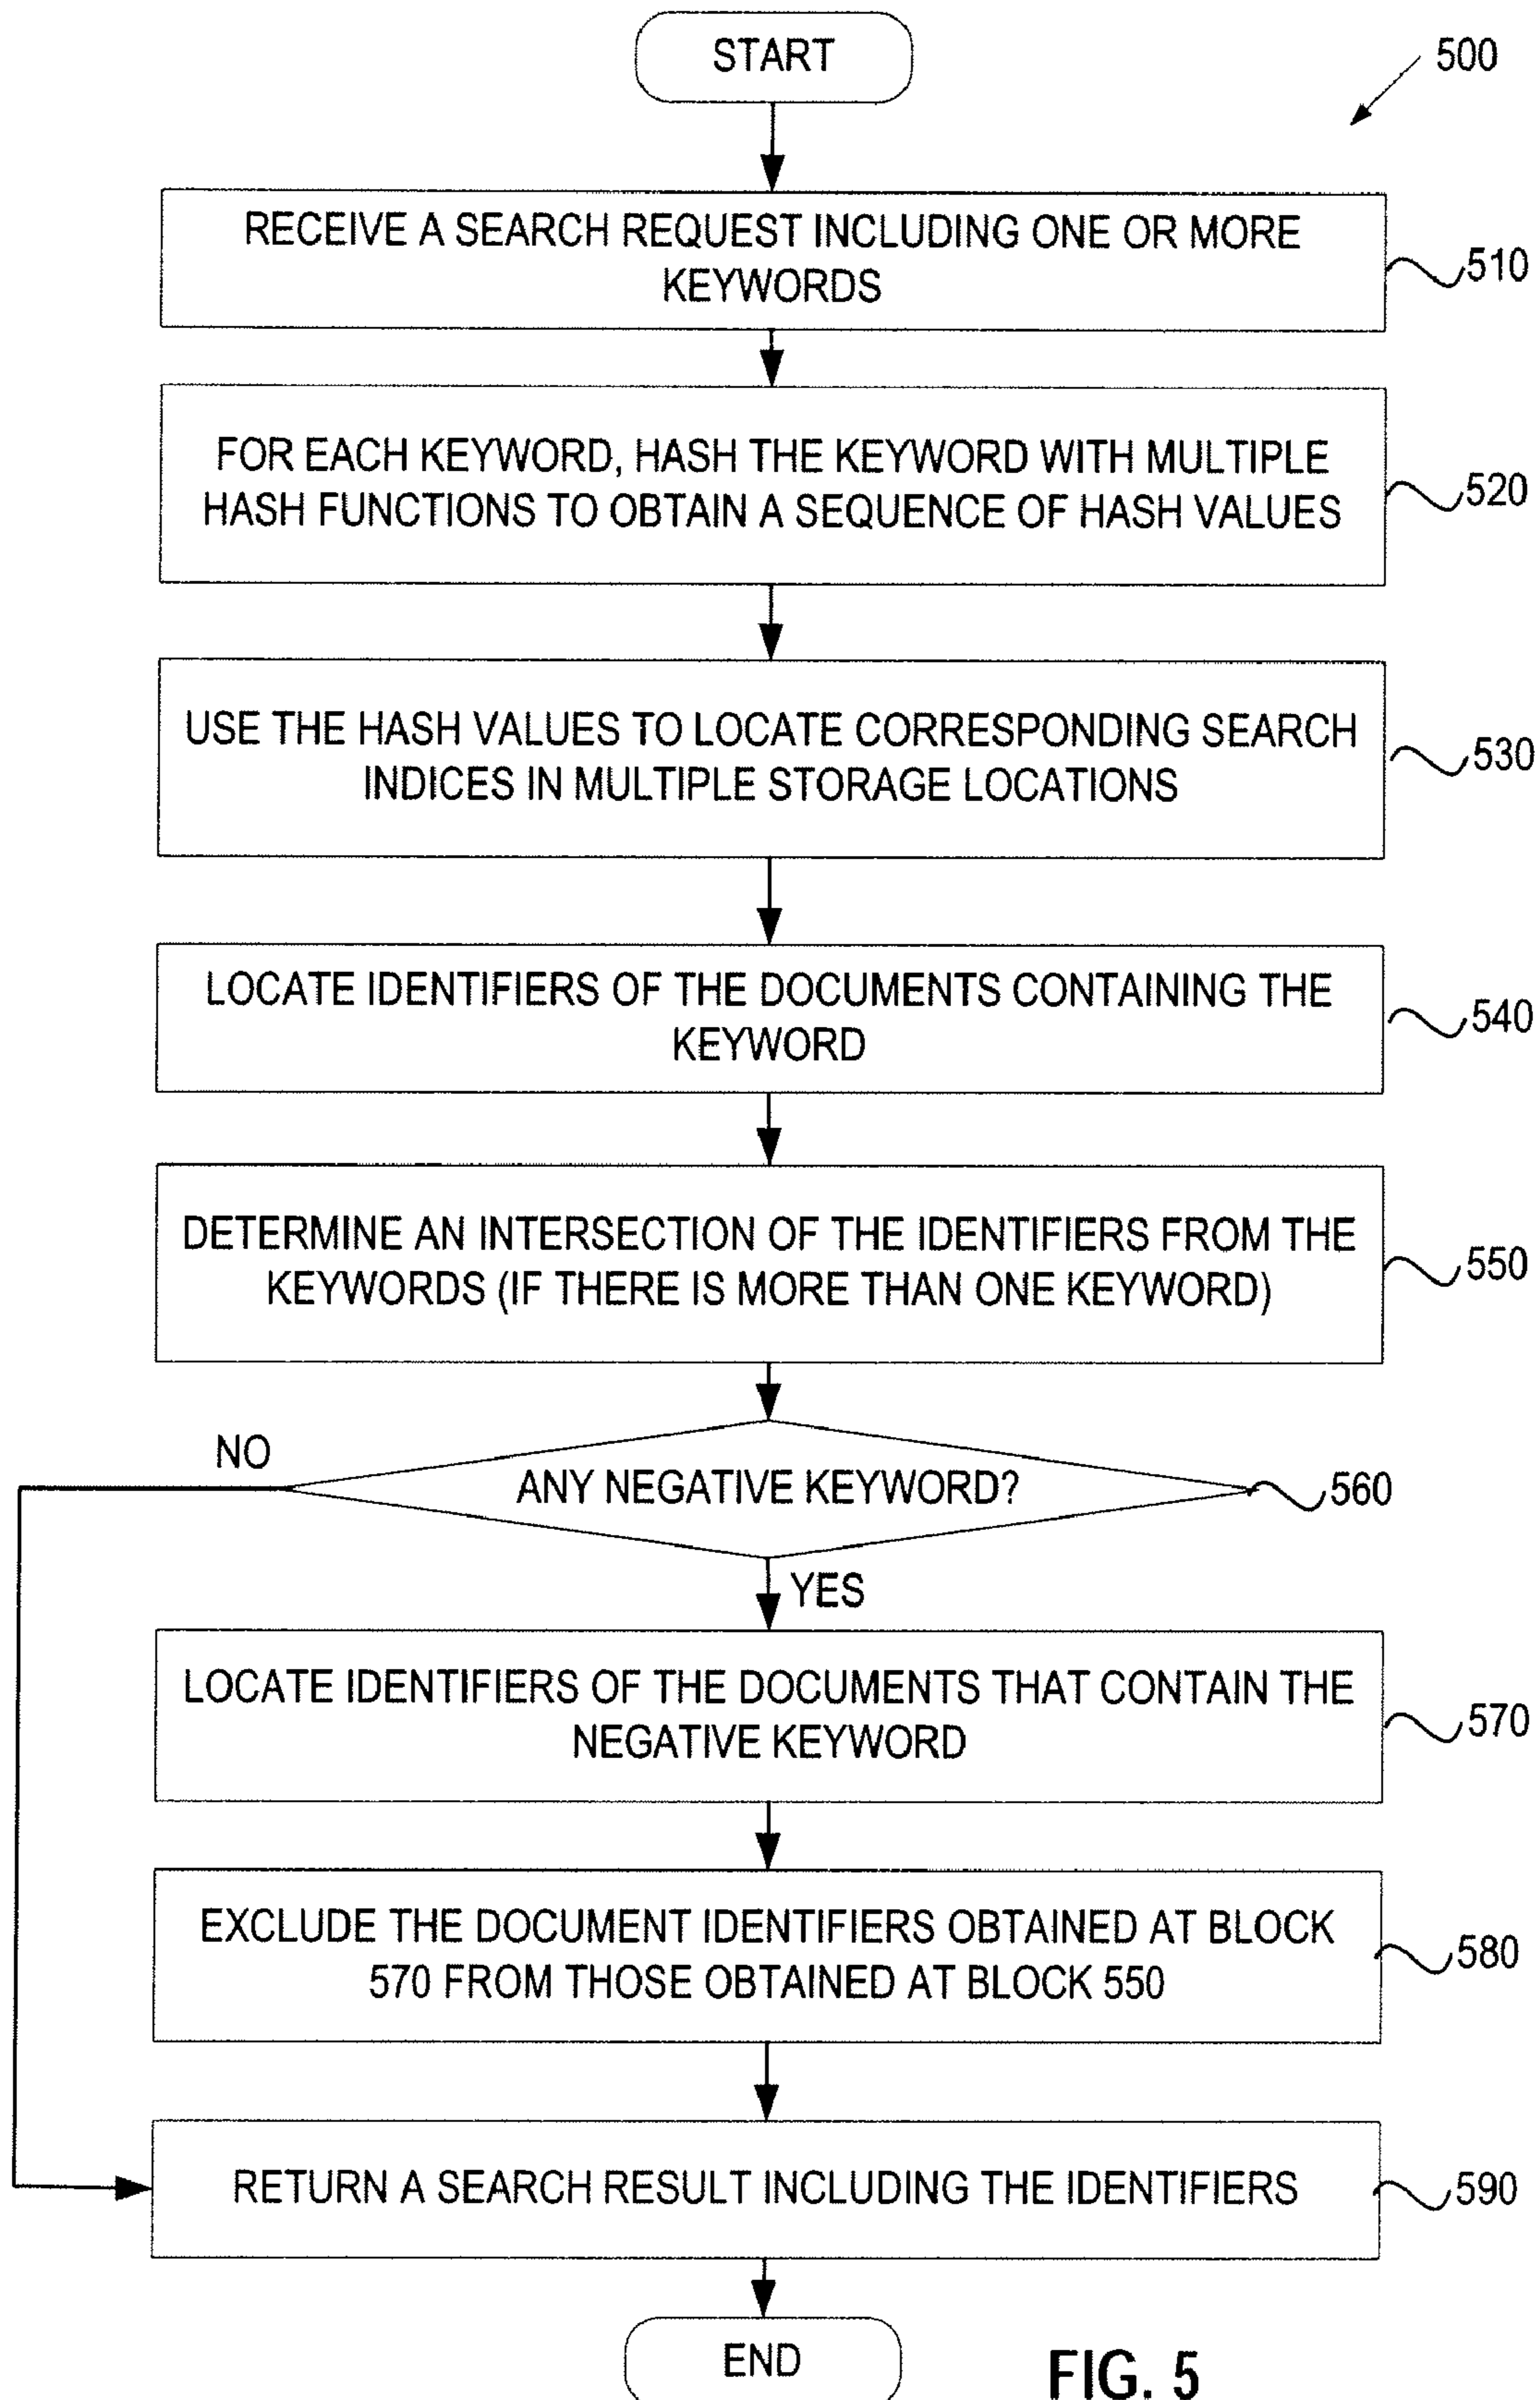 START
500
RECEIVE A SEARCH REQUEST INCLUDING ONE OR MORE
KEYWORDS
510
FOR EACH KEYWORD, HASH THE KEYWORD WITH MULTIPLE
HASH FUNCTIONS TO OBTAIN A SEQUENCE OF HASH VALUES
520
USE THE HASH VALUES TO LOCATE CORRESPONDING SEARCH
INDICES IN MULTIPLE STORAGE LOCATIONS
530
LOCATE IDENTIFIERS OF THE DOCUMENTS CONTAINING THE
KEYWORD
540
DETERMINE AN INTERSECTION OF THE IDENTIFIERS FROM THE
KEYWORDS (IF THERE IS MORE THAN ONE KEYWORD)
550
NO
ANY NEGATIVE KEYWORD?
560
YES
LOCATE IDENTIFIERS OF THE DOCUMENTS THAT CONTAIN THE
NEGATIVE KEYWORD
570
EXCLUDE THE DOCUMENT IDENTIFIERS OBTAINED AT BLOCK
570 FROM THOSE OBTAINED AT BLOCK 550
580
RETURN A SEARCH RESULT INCLUDING THE IDENTIFIERS
590
END
FIG. 5